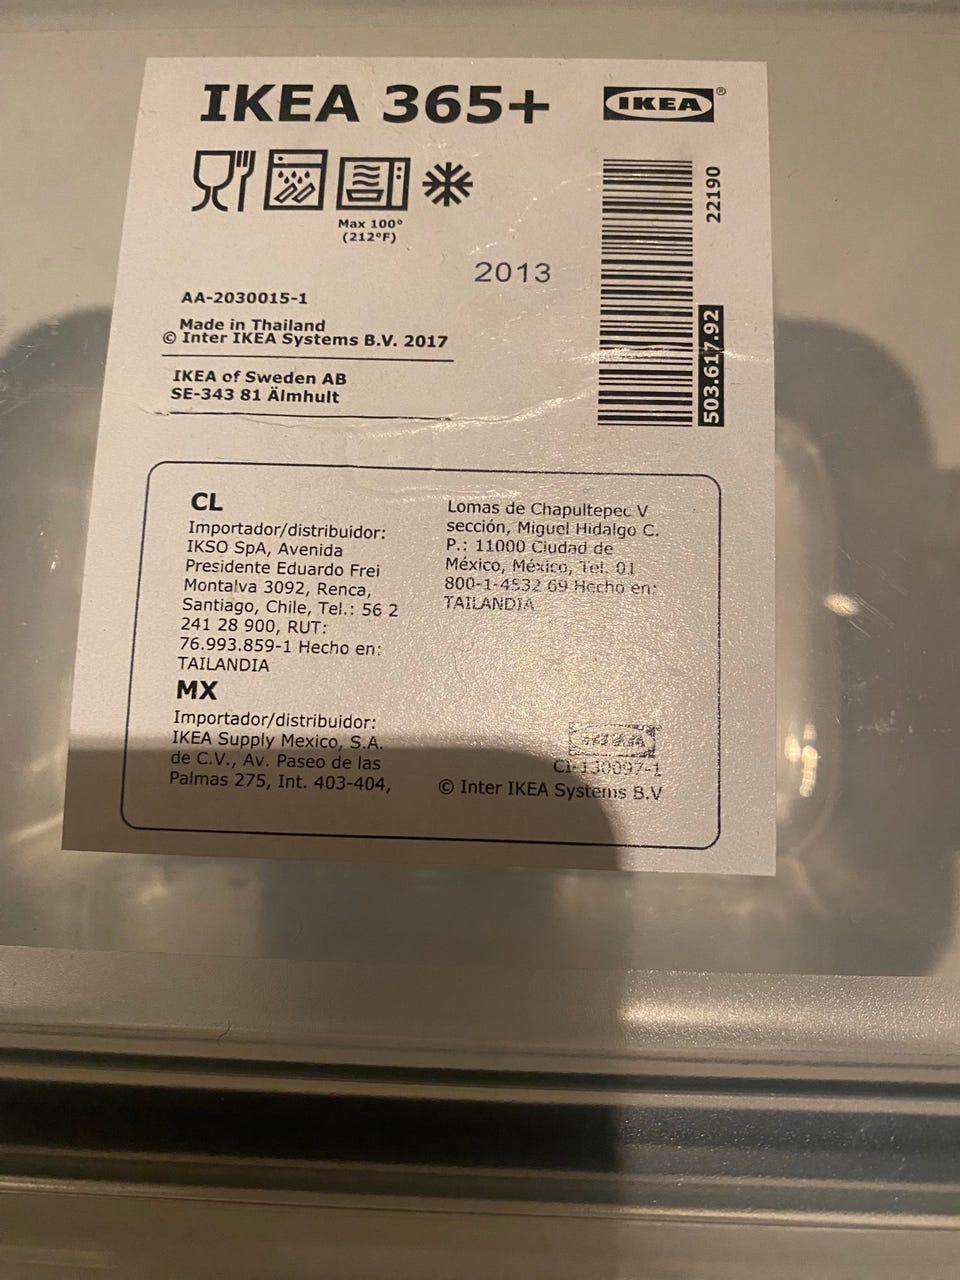 IKEA 365+
IKEA ®
Max 100°
(212°F)
2013
22190
503.617.92
AA-2030015-1
Made in Thailand
© Inter IKEA Systems B.V. 2017
IKEA of Sweden AB
SE-343 81 Älmhult
CL
Importador/distribuidor:
IKSO SpA, Avenida
Presidente Eduardo Frei
Montalva 3092, Renca,
Santiago, Chile, Tel.: 56 2
241 28 900, RUT:
76.993.859-1 Hecho en:
TAILANDIA
MX
Importador/distribuidor:
IKEA Supply Mexico, S.A.
de C.V., Av. Paseo de las
Palmas 275, Int. 403-404,
Lomas de Chapultepec V
sección, Miguel Hidalgo C.
P.: 11000 Ciudad de
México, México, Tel. 01
800-1-4532 69 Hecho en:
TAILANDIA
IKEA
CI-130097-1
© Inter IKEA Systems B.V